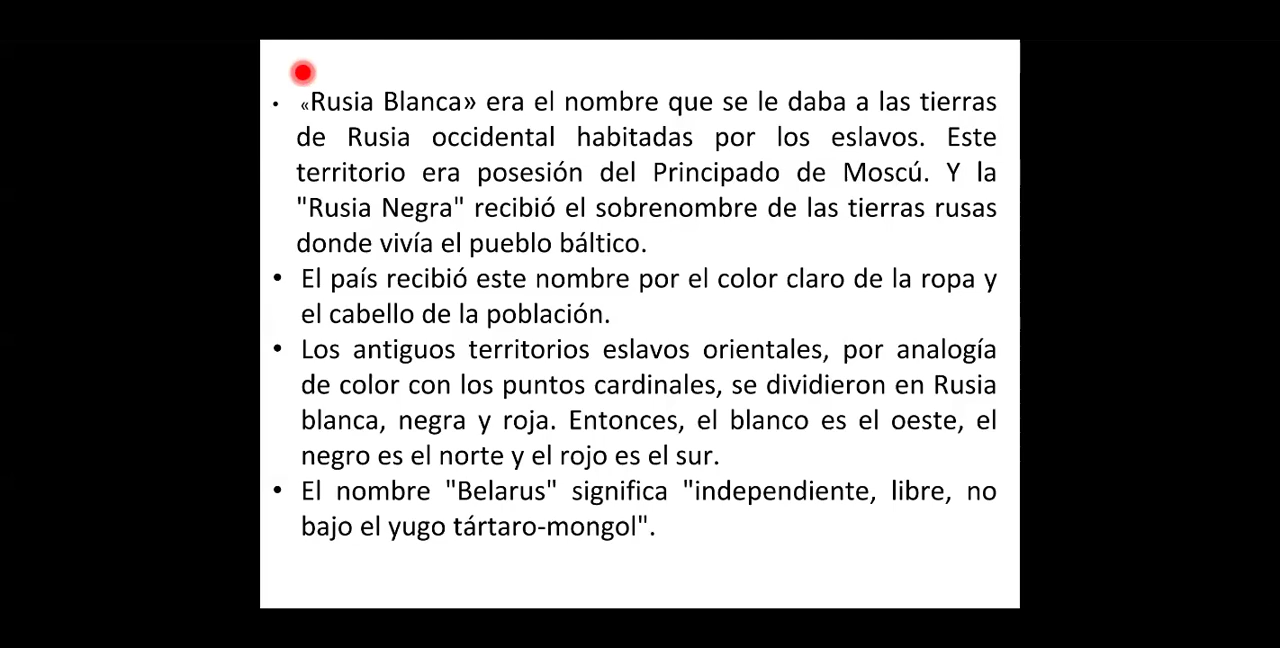 • «Rusia Blanca» era el nombre que se le daba a las tierras
de Rusia occidental habitadas por los eslavos. Este
territorio era posesión del Principado de Moscú. Y la
"Rusia Negra" recibió el sobrenombre de las tierras rusas
donde vivía el pueblo báltico.
• El país recibió este nombre por el color claro de la ropa y
el cabello de la población.
• Los antiguos territorios eslavos orientales, por analogía
de color con los puntos cardinales, se dividieron en Rusia
blanca, negra y roja. Entonces, el blanco es el oeste, el
negro es el norte y el rojo es el sur.
• El nombre "Belarus" significa "independiente, libre, no
bajo el yugo tártaro-mongol".